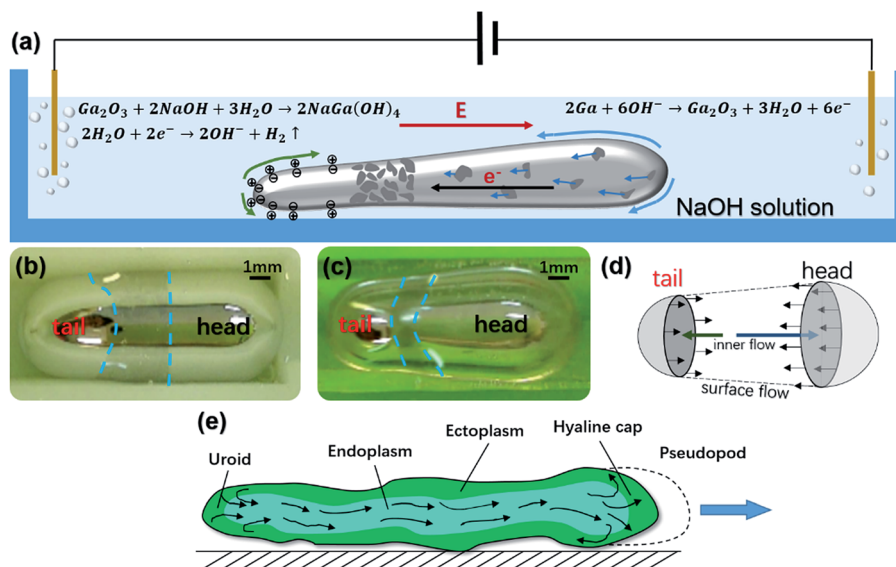 (a)
Ga₂O₃ + 2NaOH + 3H₂O → 2NaGa(OH)₄
2H₂O + 2e⁻ → 2OH⁻ + H₂ ↑
E
2Ga + 6OH⁻ → Ga₂O₃ + 3H₂O + 6e⁻
e⁻
NaOH solution
(b)
1mm
tail
head
(c)
1mm
tail
head
(d)
tail
head
inner flow
surface flow
(e)
Uroid
Endoplasm
Ectoplasm
Hyaline cap
Pseudopod